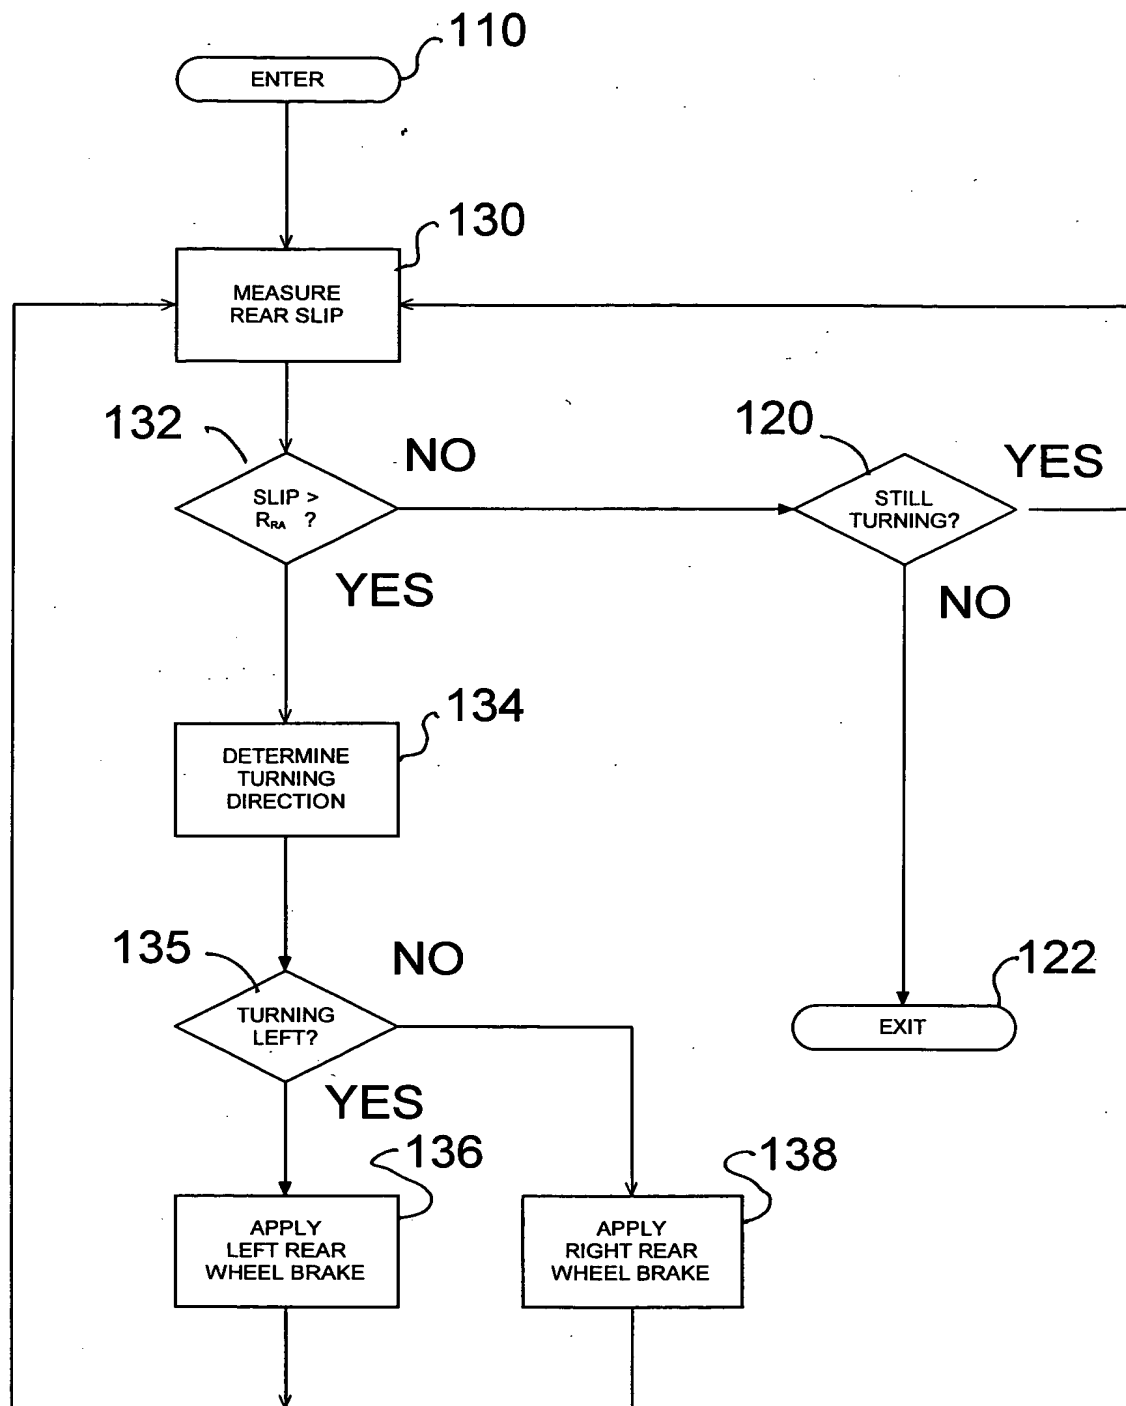 110
ENTER
130
MEASURE
REAR SLIP
132
NO
120
YES
SLIP >
RRA ?
STILL
TURNING?
YES
NO
134
DETERMINE
TURNING
DIRECTION
135
NO
122
TURNING
LEFT?
EXIT
YES
136
138
APPLY
LEFT REAR
WHEEL BRAKE
APPLY
RIGHT REAR
WHEEL BRAKE